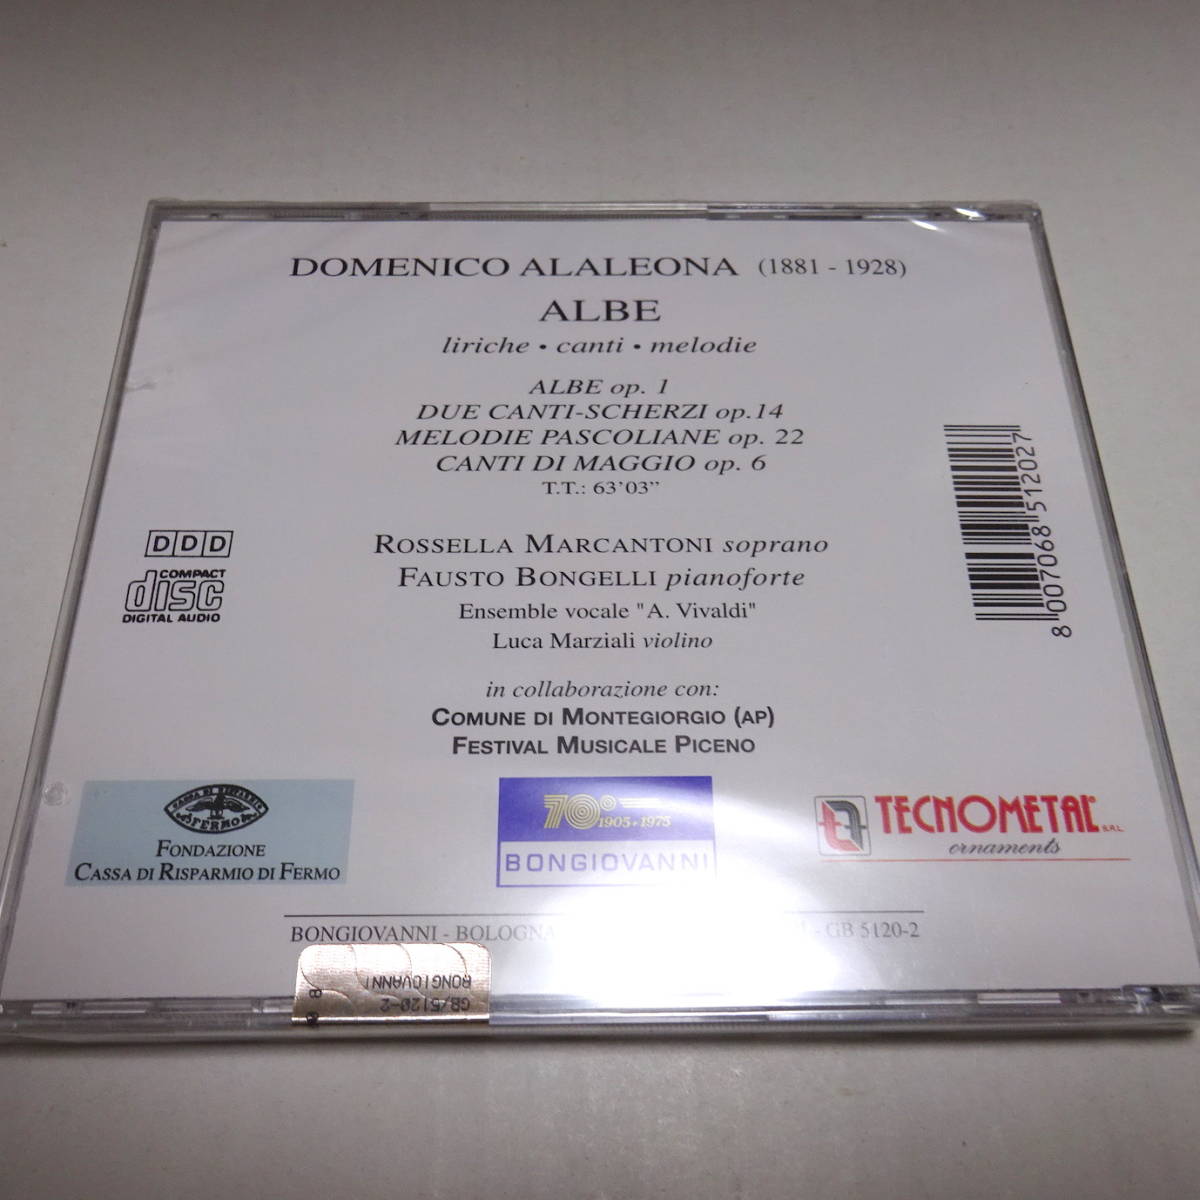 DOMENICO ALALEONA (1881 - 1928)
ALBE
liriche • canti • melodie
ALBE op. 1
DUE CANTI-SCHERZI op.14
MELODIE PASCOLIANE op. 22
CANTI DI MAGGIO op. 6
T.T.: 63'03"
DDD
COMPACT
disc
DIGITAL AUDIO
ROSSELLA MARCANTONI soprano
FAUSTO BONGELLI pianoforte
Ensemble vocale "A. Vivaldi"
Luca Marziali violino
in collaborazione con:
COMUNE DI MONTEGIORGIO (AP)
FESTIVAL MUSICALE PICENO
8 007068 512027
CASSA DI RISPARMIO
FERMO
FONDAZIONE
CASSA DI RISPARMIO DI FERMO
70° 1905 • 1975
BONGIOVANNI
TECNOMETAL S.R.L.
ornaments
BONGIOVANNI - BOLOGNA - GB 5120-2
BONGIOVANNI
GB/5120-2